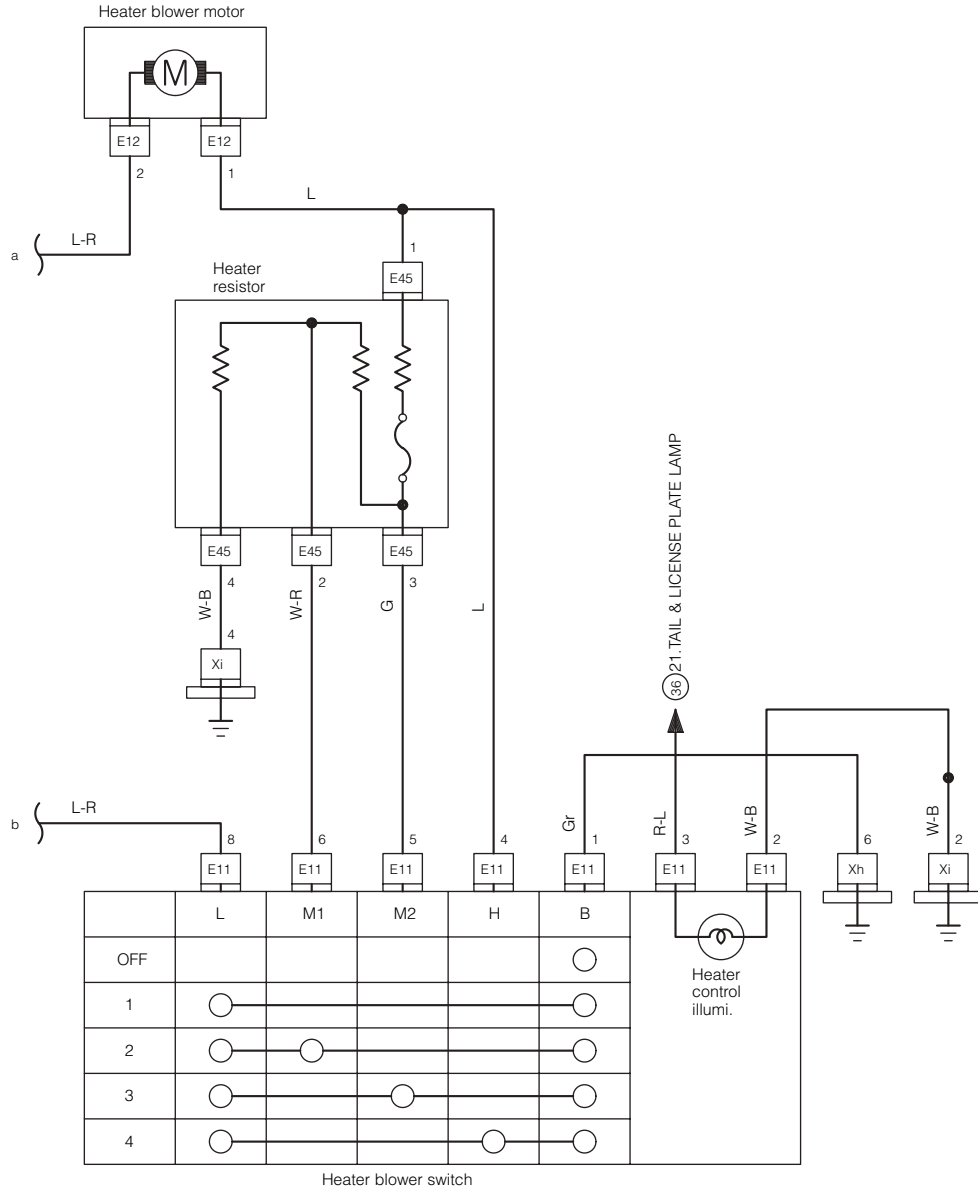 Heater blower motor
M
E12
E12
2
1
L
L-R
a
1
Heater
resistor
E45
E45
E45
E45
4
2
3
W-B
W-R
G
L
4
Xi
36 21.TAIL & LICENSE PLATE LAMP
L-R
b
Gr
R-L
W-B
W-B
8
6
5
4
1
3
2
6
2
E11
E11
E11
E11
E11
E11
E11
Xh
Xi
L
M1
M2
H
B
OFF
1
2
3
4
Heater
control
illumi.
Heater blower switch